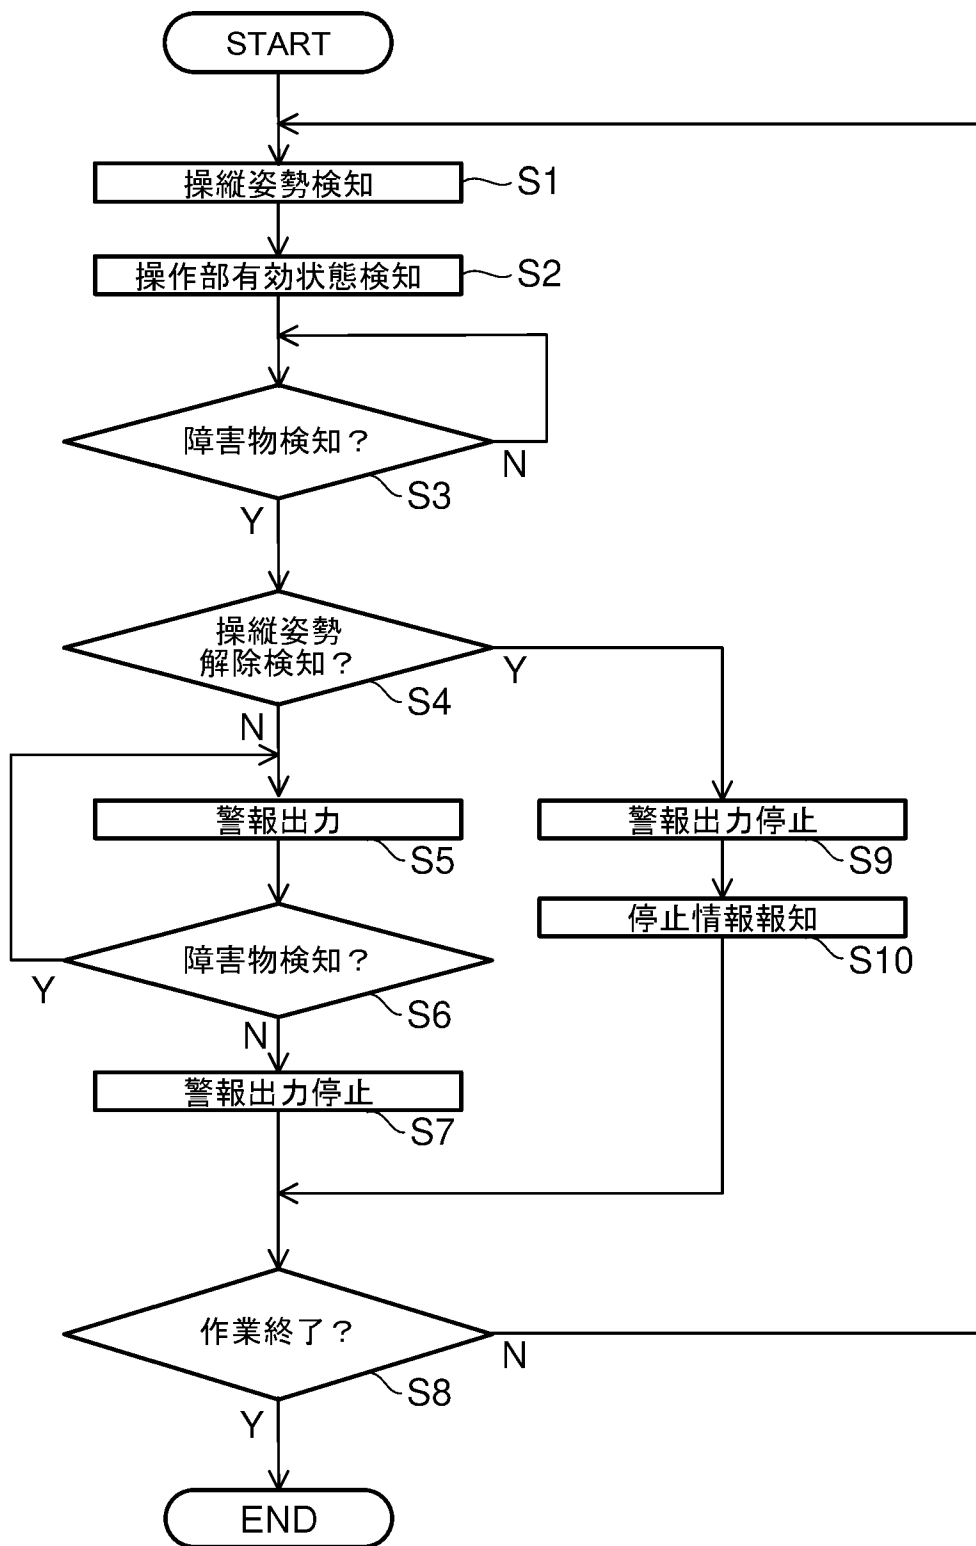 START
操縦姿勢検知
S1
操作部有効状態検知
S2
障害物検知？
N
S3
Y
操縦姿勢
解除検知？
Y
S4
N
警報出力
S5
警報出力停止
S9
停止情報報知
S10
障害物検知？
Y
S6
N
警報出力停止
S7
作業終了？
N
S8
Y
END